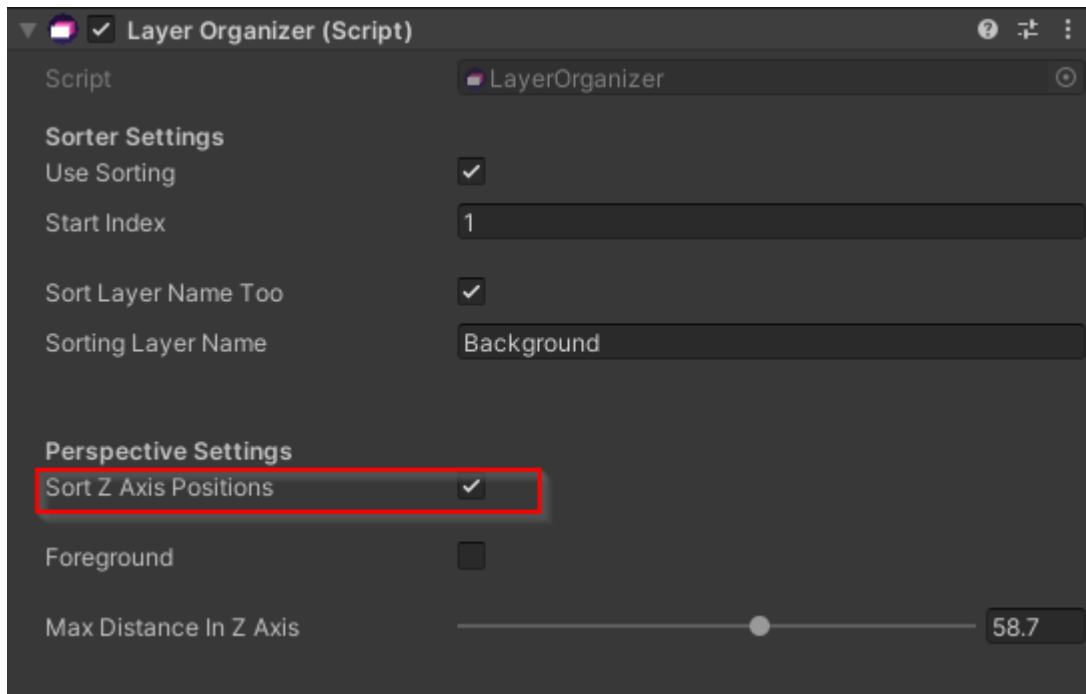 Layer Organizer (Script)
Script LayerOrganizer
Sorter Settings
Use Sorting
Start Index 1
Sort Layer Name Too
Sorting Layer Name Background
Perspective Settings
Sort Z Axis Positions
Foreground
Max Distance In Z Axis 58.7